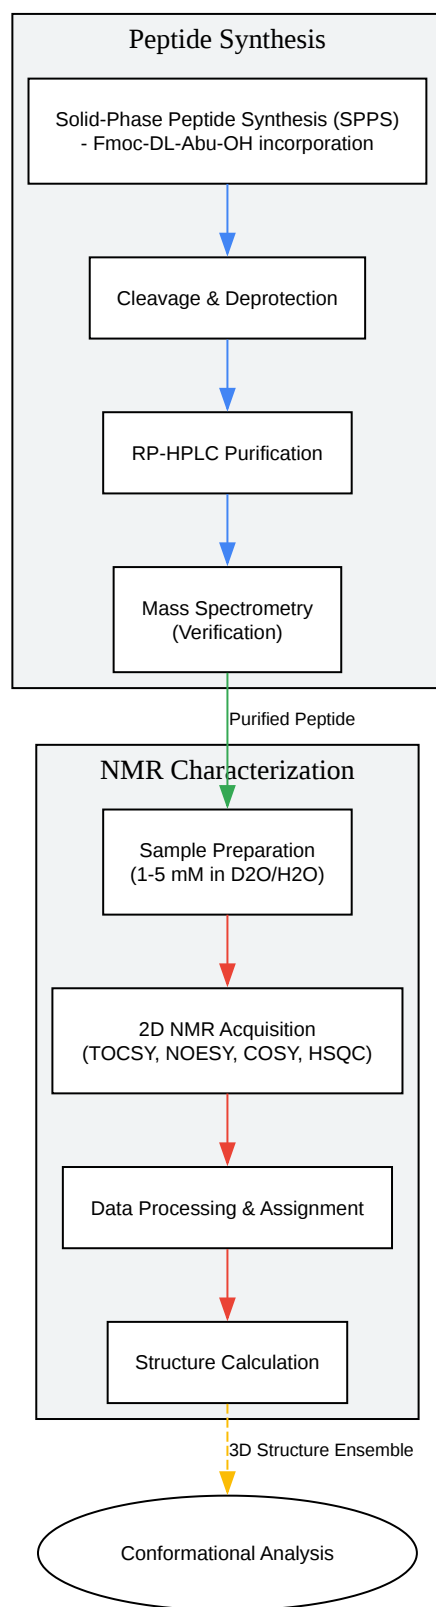 Peptide Synthesis
Solid-Phase Peptide Synthesis (SPPS)
- Fmoc-DL-Abu-OH incorporation
Cleavage & Deprotection
RP-HPLC Purification
Mass Spectrometry
(Verification)
Purified Peptide
NMR Characterization
Sample Preparation
(1-5 mM in D2O/H2O)
2D NMR Acquisition
(TOCSY, NOESY, COSY, HSQC)
Data Processing & Assignment
Structure Calculation
3D Structure Ensemble
Conformational Analysis